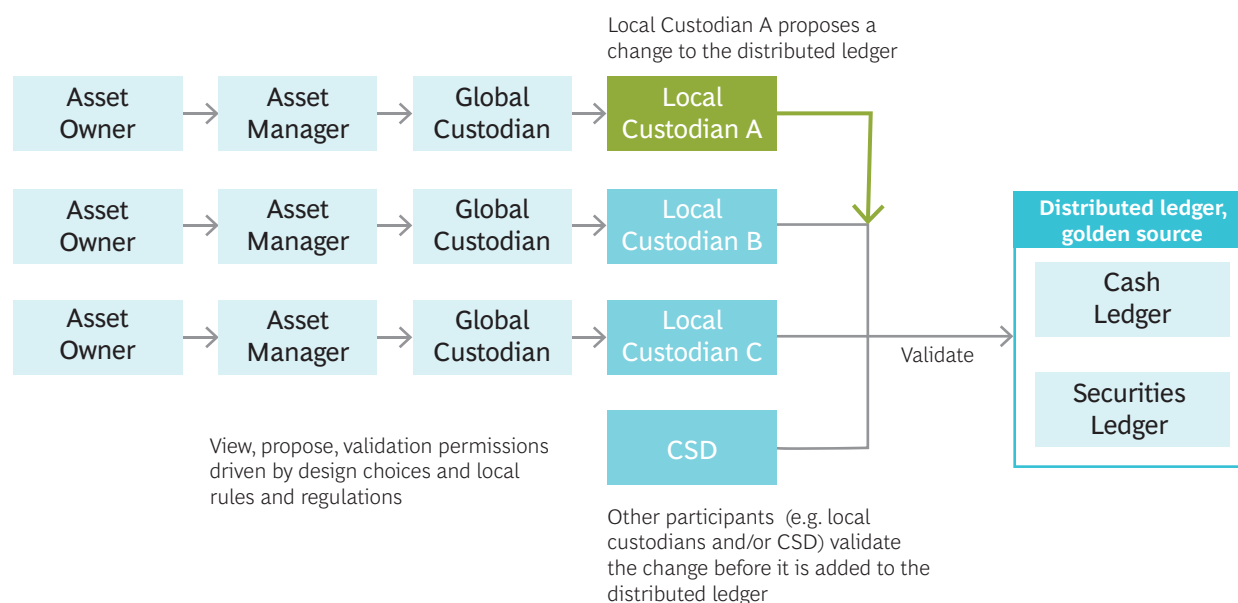 Local Custodian A proposes a
change to the distributed ledger
Asset
Owner
Asset
Manager
Global
Custodian
Local
Custodian A
Asset
Owner
Asset
Manager
Global
Custodian
Local
Custodian B
Asset
Owner
Asset
Manager
Global
Custodian
Local
Custodian C
CSD
Validate
Distributed ledger,
golden source
Cash
Ledger
Securities
Ledger
View, propose, validation permissions
driven by design choices and local
rules and regulations
Other participants (e.g. local
custodians and/or CSD) validate
the change before it is added to the
distributed ledger